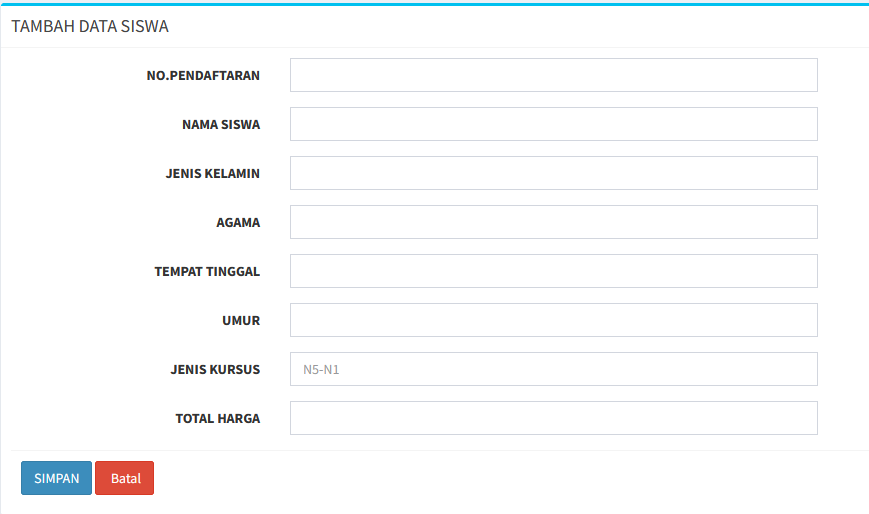 TAMBAH DATA SISWA
NO.PENDAFTARAN
NAMA SISWA
JENIS KELAMIN
AGAMA
TEMPAT TINGGAL
UMUR
JENIS KURSUS N5-N1
TOTAL HARGA
SIMPAN Batal